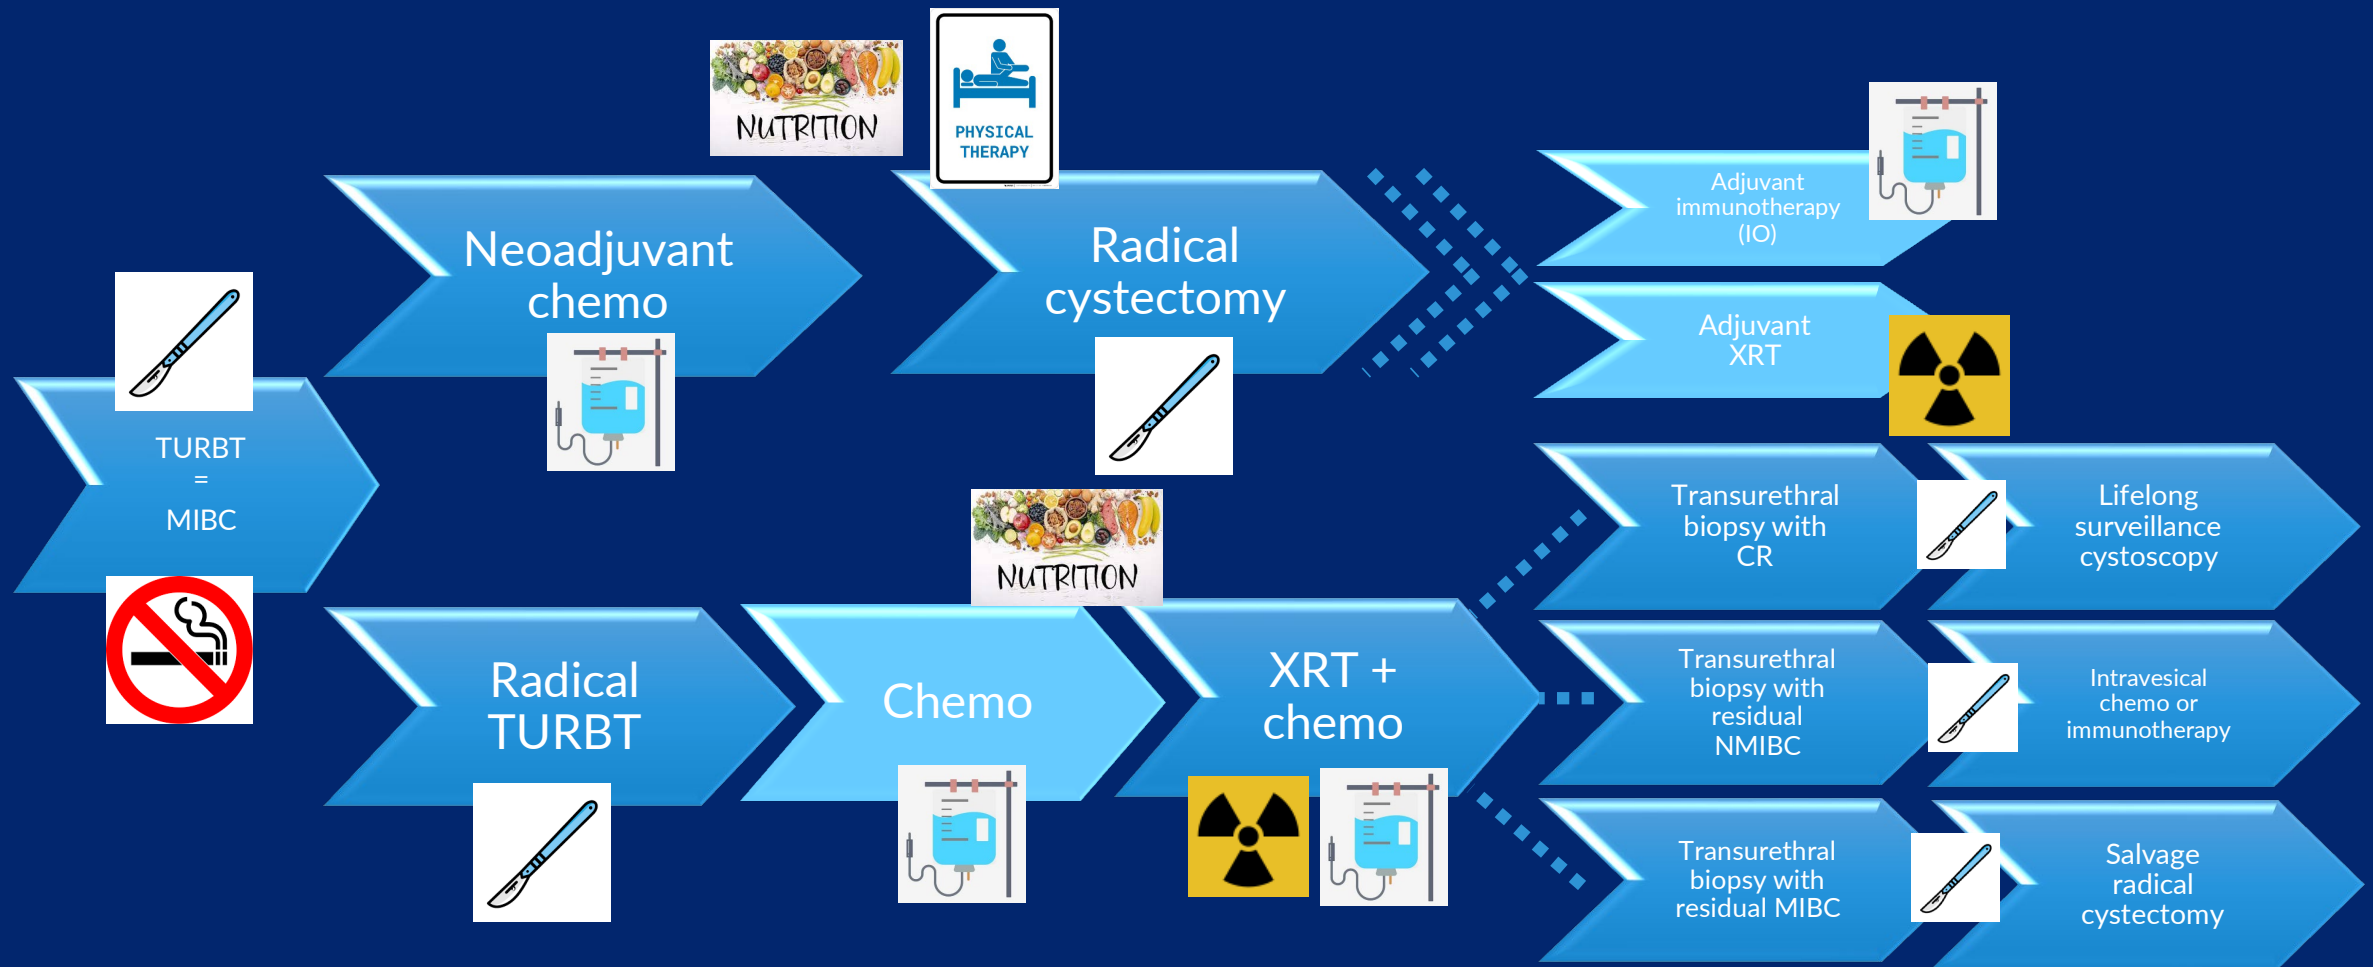 NUTRITION
PHYSICAL
THERAPY
Neoadjuvant
chemo
Radical
cystectomy
Adjuvant
immunotherapy
(IO)
Adjuvant
XRT
TURBT
=
MIBC
NUTRITION
Radical
TURBT
Chemo
XRT +
chemo
Transurethral
biopsy with
CR
Lifelong
surveillance
cystoscopy
Transurethral
biopsy with
residual
NMIBC
Intravesical
chemo or
immunotherapy
Transurethral
biopsy with
residual MIBC
Salvage
radical
cystectomy